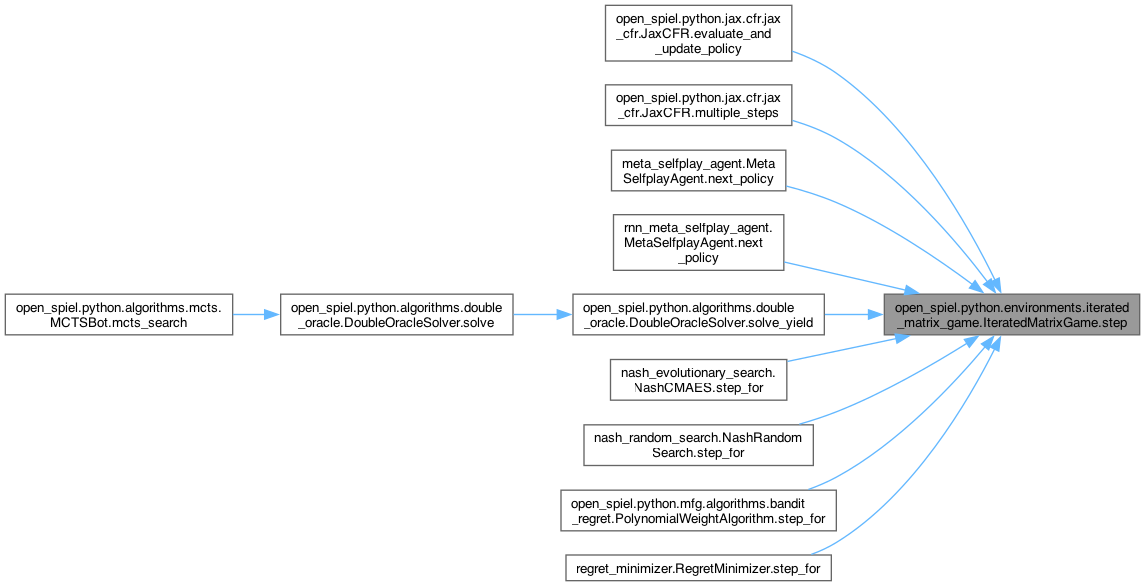 open_spiel.python.jax.cfr.jax
_cfr.JaxCFR.evaluate_and
_update_policy
open_spiel.python.jax.cfr.jax
_cfr.JaxCFR.multiple_steps
meta_selfplay_agent.Meta
SelfplayAgent.next_policy
rnn_meta_selfplay_agent.
MetaSelfplayAgent.next
_policy
open_spiel.python.algorithms.mcts.
MCTSBot.mcts_search
open_spiel.python.algorithms.double
_oracle.DoubleOracleSolver.solve
open_spiel.python.algorithms.double
_oracle.DoubleOracleSolver.solve_yield
open_spiel.python.environments.iterated
_matrix_game.IteratedMatrixGame.step
nash_evolutionary_search.
NashCMAES.step_for
nash_random_search.NashRandom
Search.step_for
open_spiel.python.mfg.algorithms.bandit
_regret.PolynomialWeightAlgorithm.step_for
regret_minimizer.RegretMinimizer.step_for